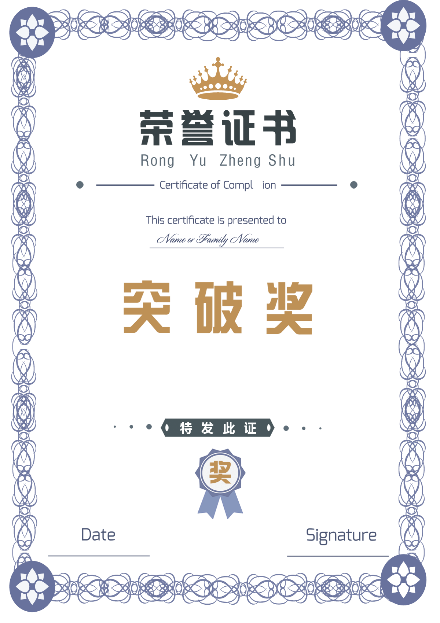 荣誉证书
Rong Yu Zheng Shu
Certificate of Compl ion
This certificate is presented to
Name or Family Name
突破奖
特发此证
奖
Date Signature